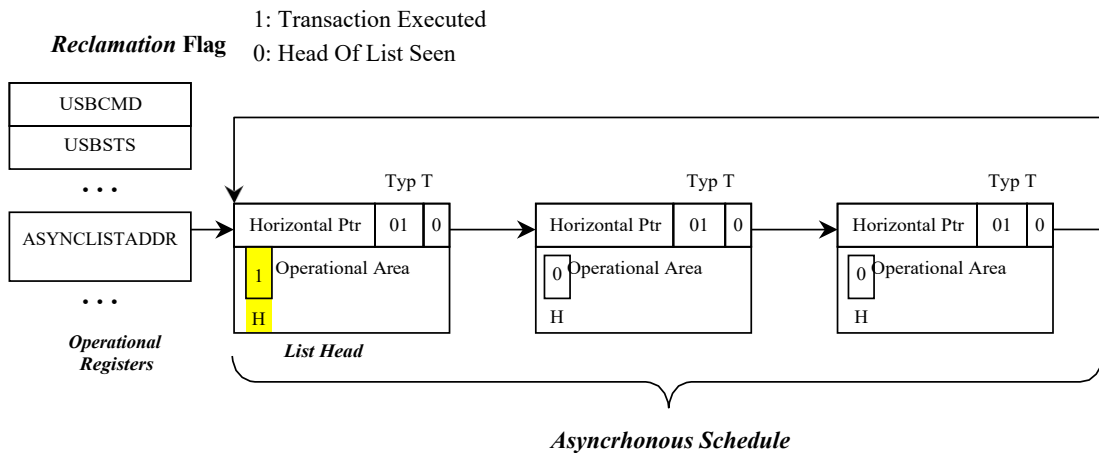 1: Transaction Executed
Reclamation Flag
0: Head Of List Seen
USBCMD
USBSTS
...
Typ T
Typ T
Typ T
ASYNCLISTADDR
Horizontal Ptr 01 0
Horizontal Ptr 01 0
Horizontal Ptr 01 0
1 Operational Area
0 Operational Area
0 Operational Area
...
H
H
H
Operational
Registers
List Head
Asyncrhonous Schedule